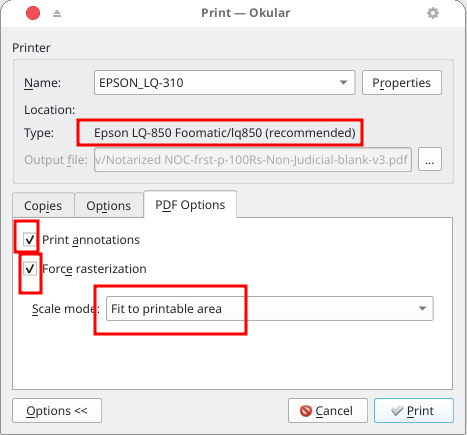 Print — Okular
Printer
Name: EPSON_LQ-310 Properties
Location:
Type: Epson LQ-850 Foomatic/lq850 (recommended)
Output file: v/Notarized NOC-frst-p-100Rs-Non-Judicial-blank-v3.pdf ...
Copies Options PDF Options
Print annotations
Force rasterization
Scale mode: Fit to printable area
Options << Cancel Print